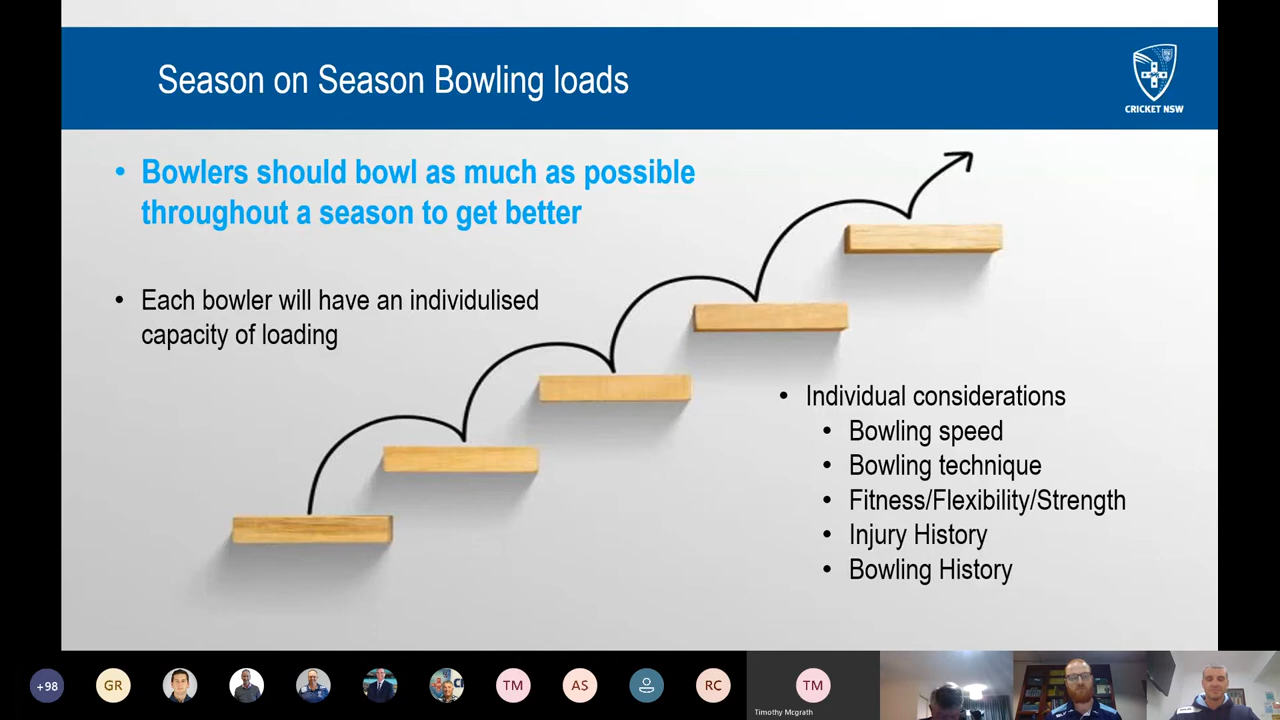 Season on Season Bowling loads
CRICKET NSW
• Bowlers should bowl as much as possible
throughout a season to get better
• Each bowler will have an individulised
capacity of loading
• Individual considerations
• Bowling speed
• Bowling technique
• Fitness/Flexibility/Strength
• Injury History
• Bowling History
+98
GR
TM
AS
RC
TM
Timothy Mcgrath